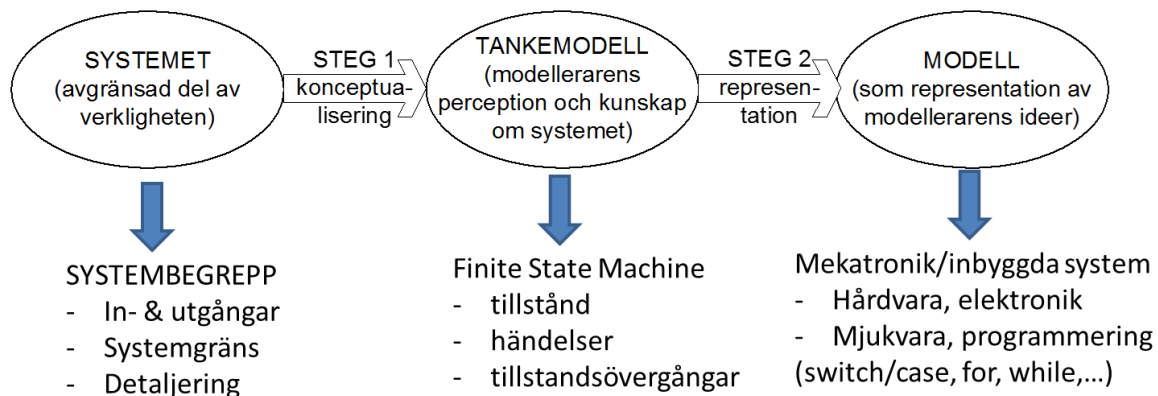 SYSTEMET
(avgränsad del av
verkligheten)
STEG 1
konceptua-
lisering
TANKEMODELL
(modellerarens
perception och kunskap
om systemet)
STEG 2
represen-
tation
MODELL
(som representation av
modellerarens ideer)
SYSTEMBEGREPP
- In- & utgångar
- Systemgräns
- Detaljering
Finite State Machine
- tillstånd
- händelser
- tillstandsövergångar
Mekatronik/inbyggda system
- Hårdvara, elektronik
- Mjukvara, programmering
(switch/case, for, while,...)